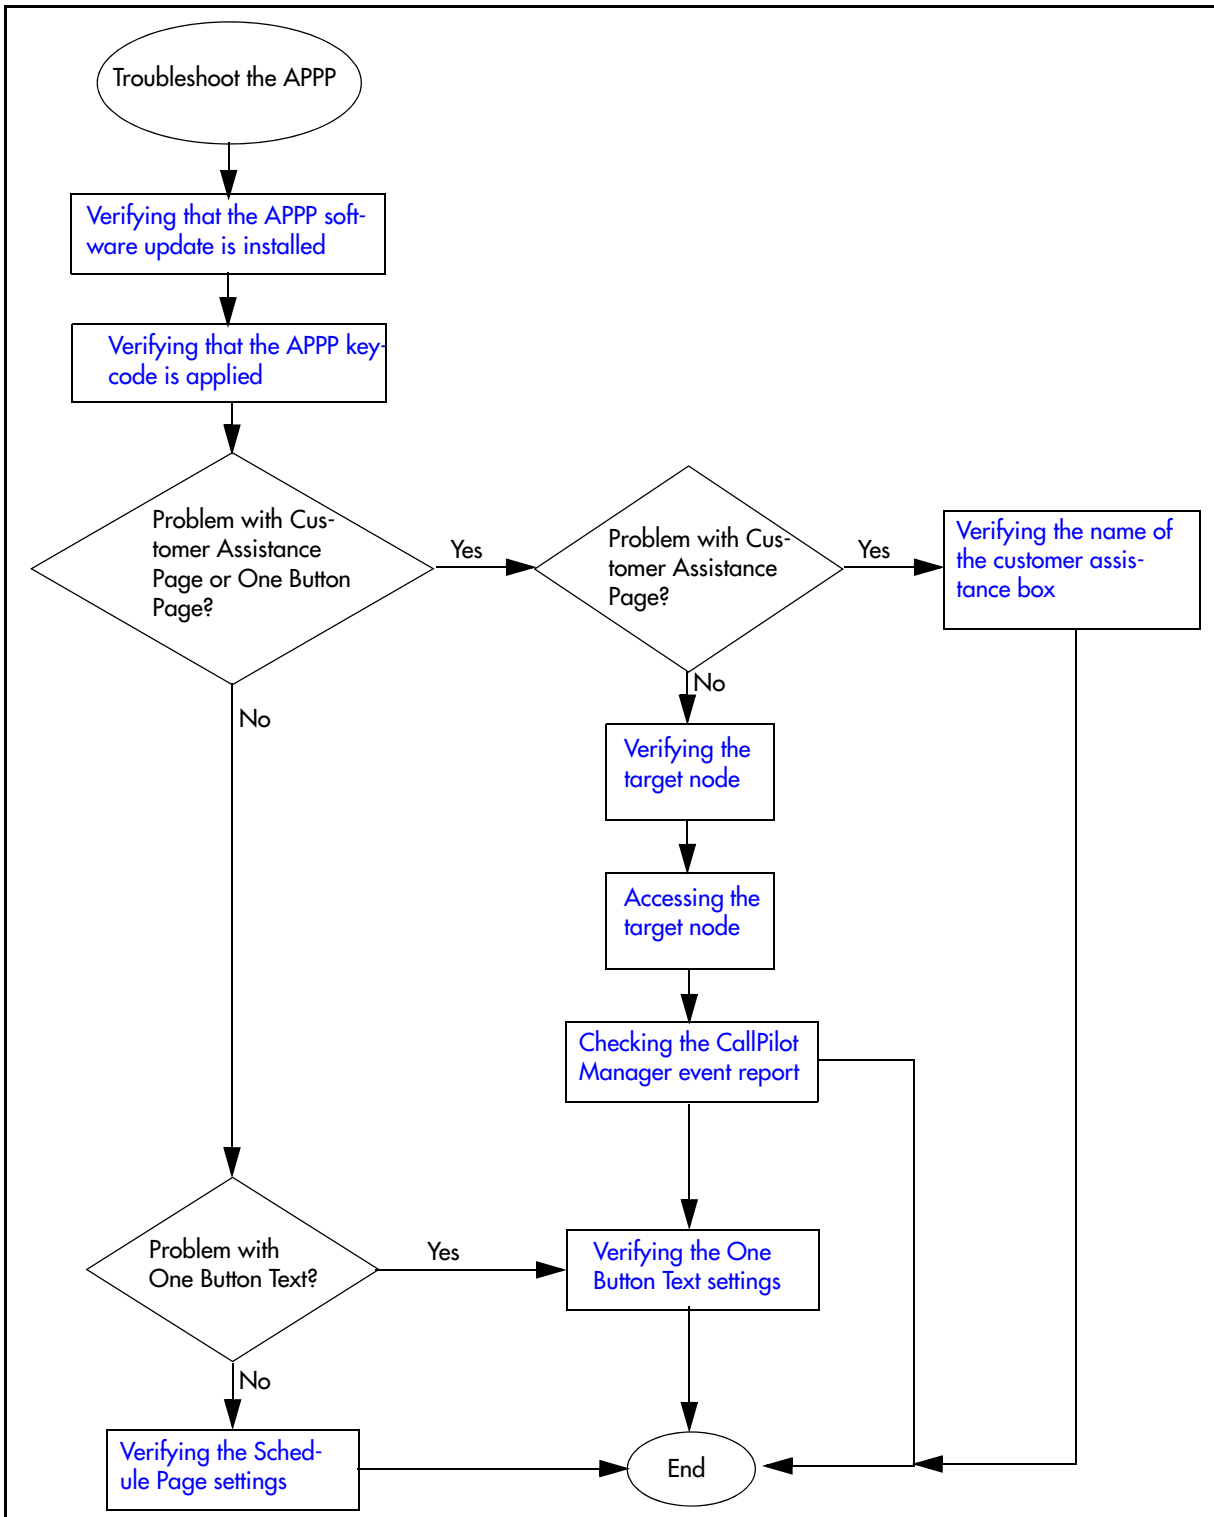 Troubleshoot the APPP
Verifying that the APPP soft-
ware update is installed
Verifying that the APPP key-
code is applied
Problem with Cus-
tomer Assistance
Page or One Button
Page?
Yes
Problem with Cus-
tomer Assistance
Page?
Yes
Verifying the name of
the customer assis-
tance box
No
No
Verifying the
target node
Accessing the
target node
Checking the CallPilot
Manager event report
Problem with
One Button Text?
Yes
Verifying the One
Button Text settings
No
Verifying the Sched-
ule Page settings
End